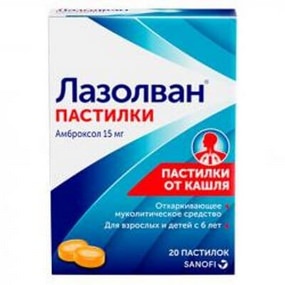 Лазолван®
ПАСТИЛКИ
Амброксол 15 мг
ПАСТИЛКИ
ОТ КАШЛЯ
Отхаркивающее
муколитическое средство
Для взрослых и детей с 6 лет
20 ПАСТИЛОК
SANOFI